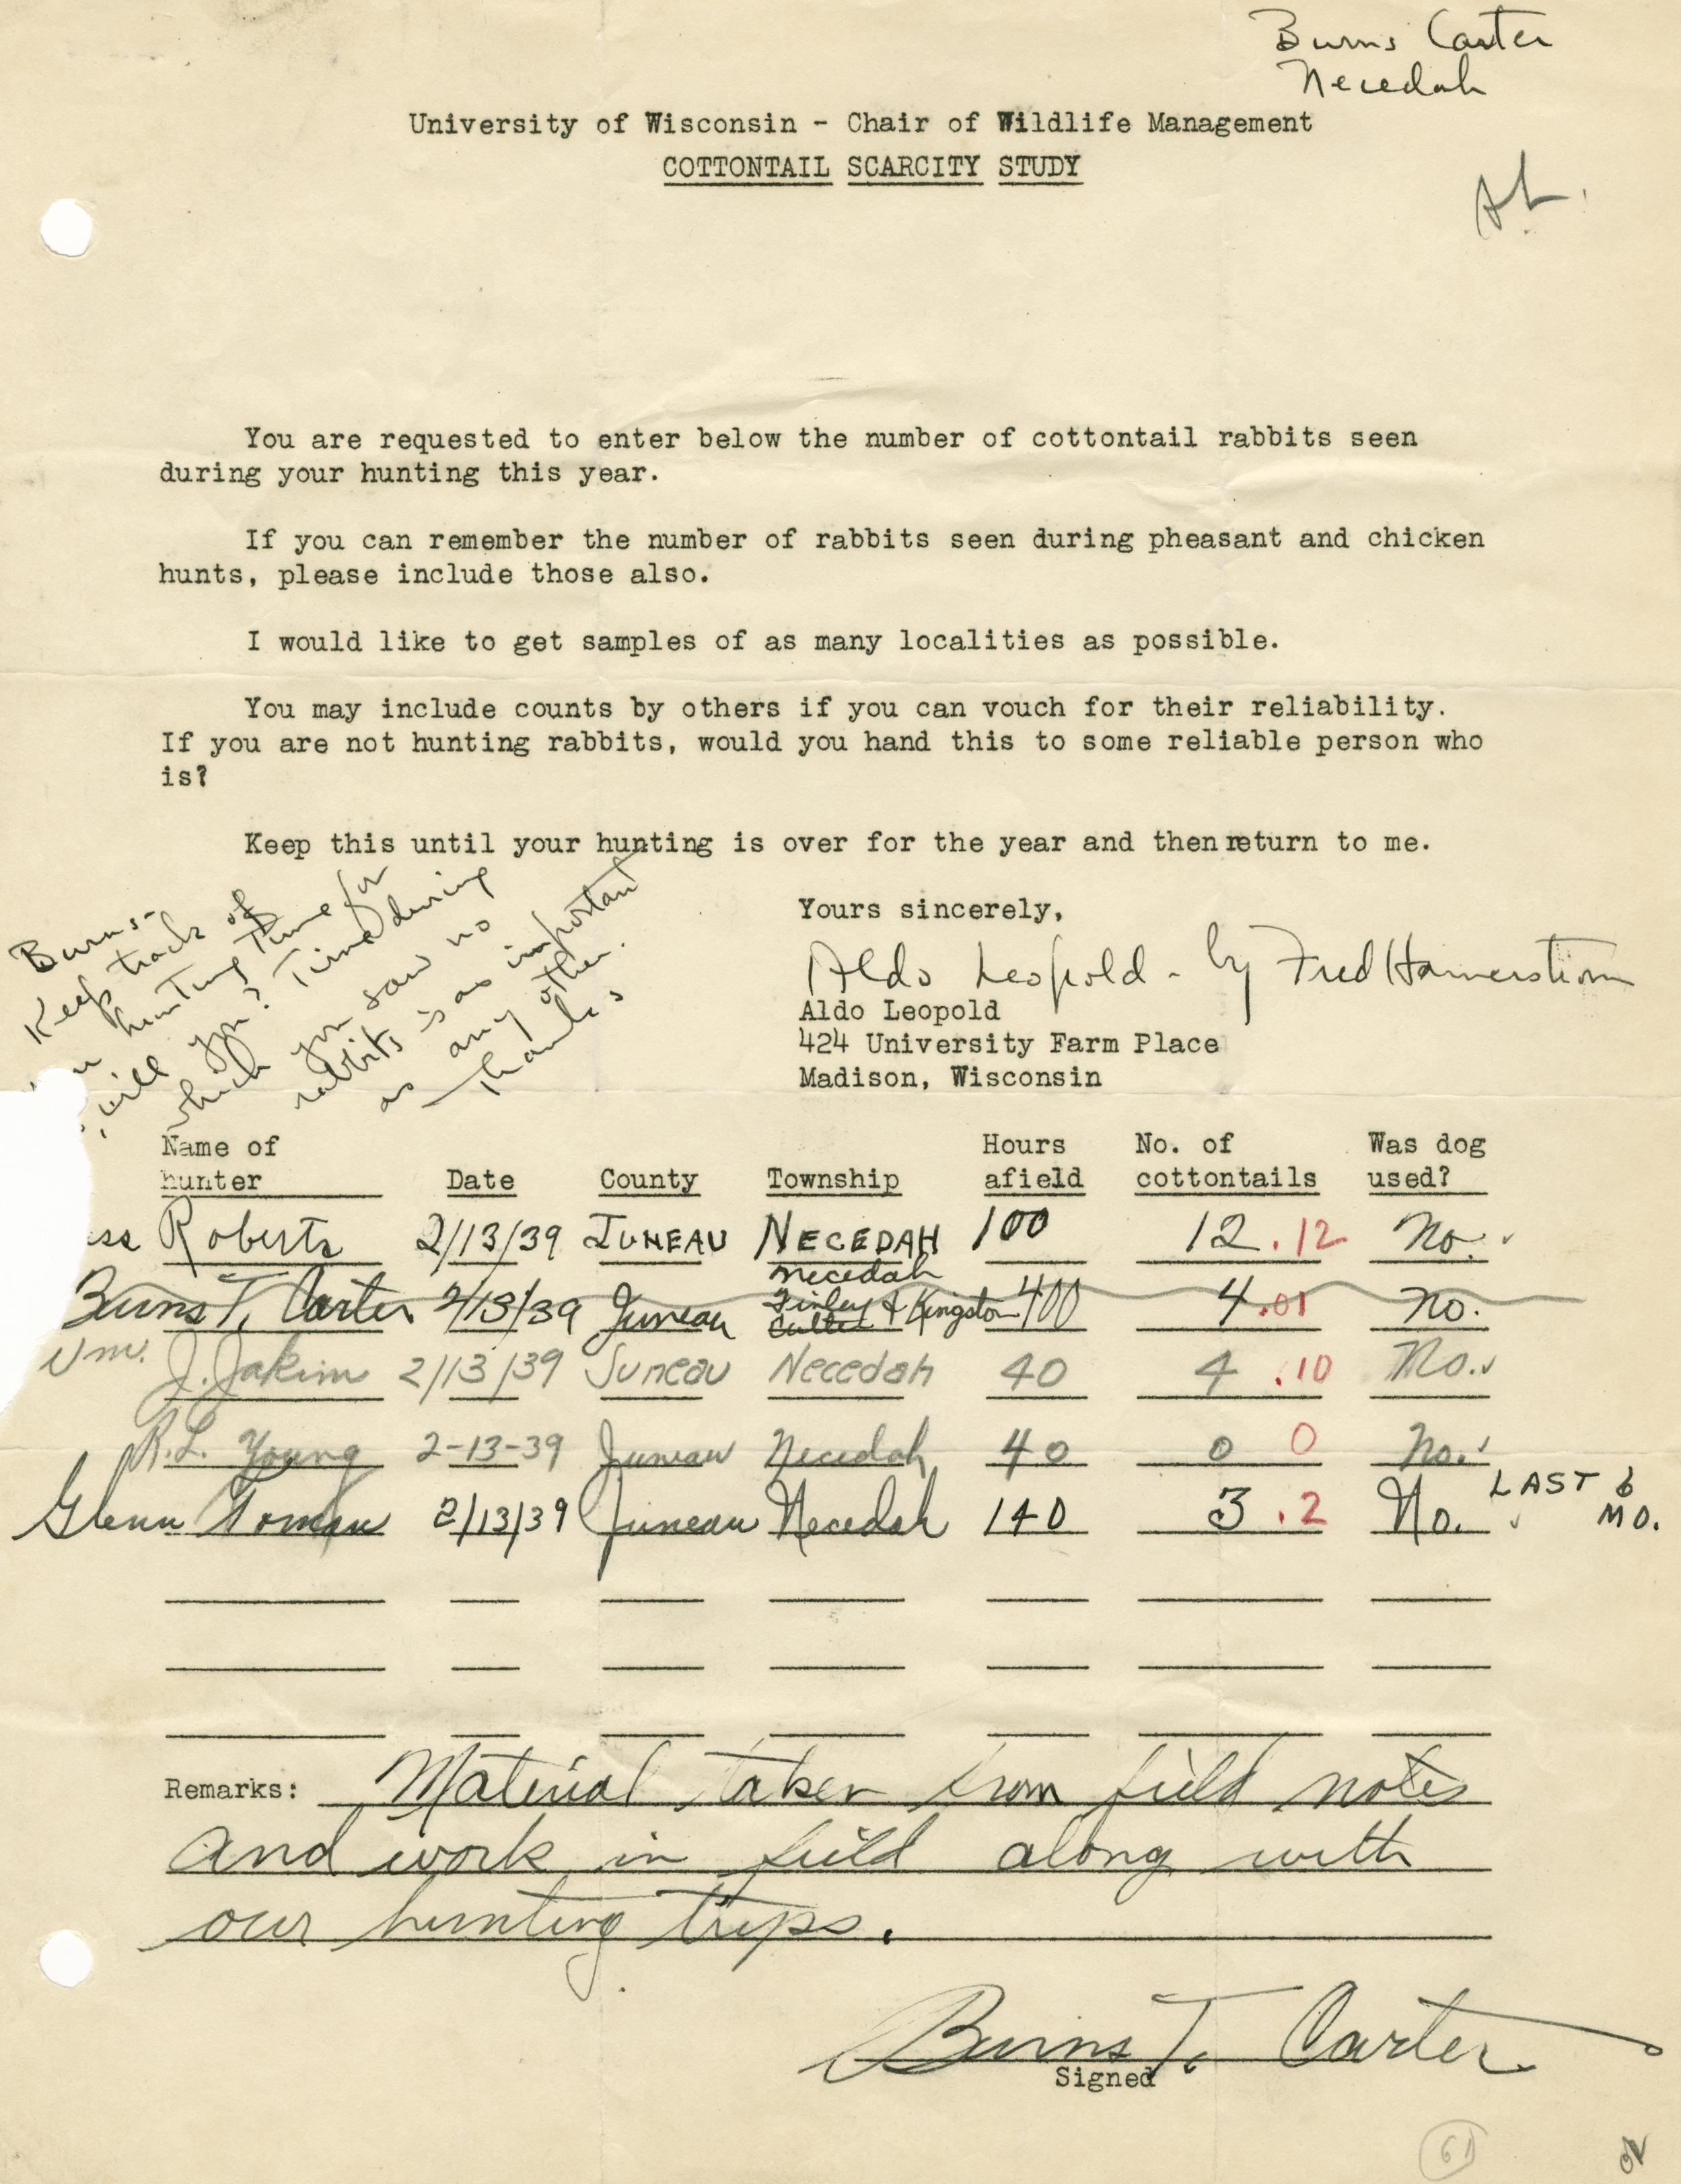 Burns Carter
Necedah
University of Wisconsin - Chair of Wildlife Management
COTTONTAIL SCARCITY STUDY
AL.
You are requested to enter below the number of cottontail rabbits seen
during your hunting this year.
If you can remember the number of rabbits seen during pheasant and chicken
hunts, please include those also.
I would like to get samples of as many localities as possible.
You may include counts by others if you can vouch for their reliability.
If you are not hunting rabbits, would you hand this to some reliable person who
is?
Keep this until your hunting is over for the year and then return to me.
Burns-
Keep track of
hunting time for
will you? Time during
which you saw no
rabbits is as important
as any other.
Thanks
Yours sincerely,
Aldo Leopold - by Fred Hamerstrom
Aldo Leopold
424 University Farm Place
Madison, Wisconsin
Name of hunter Date County Township Hours afield No. of cottontails Was dog used?
Roberts 2/13/39 JUNEAU NECEDAH 100 12 .12 No.
Burns T. Carter 2/13/39 Juneau Necedah Finley & Kingston Cutler 400 4 .01 no.
Wm. J. Jakim 2/13/39 Juneau Necedah 40 4 .10 No.
R.L. Young 2-13-39 Juneau Necedah 40 0 0 No.
Glenn 2/13/39 Juneau Necedah 140 3 .2 No. LAST 6 MO.
Remarks: Material taken from field notes
and work in field along with
our hunting trips.
Burns T. Carter
Signed
61